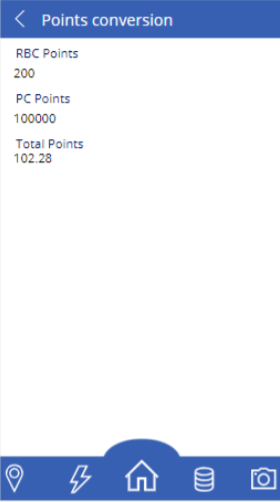 Points conversion
RBC Points
200
PC Points
100000
Total Points
102.28